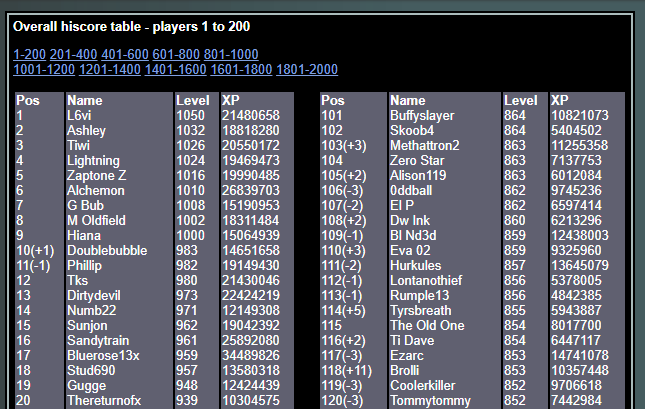 Overall hiscore table - players 1 to 200
1-200 201-400 401-600 601-800 801-1000
1001-1200 1201-1400 1401-1600 1601-1800 1801-2000
Pos Name Level XP
1 L6vi 1050 21480658
2 Ashley 1032 18818280
3 Tiwi 1026 20550172
4 Lightning 1024 19469473
5 Zaptone Z 1016 19990485
6 Alchemon 1010 26839703
7 G Bub 1008 15190953
8 M Oldfield 1002 18311484
9 Hiana 1000 15064939
10(+1) Doublebubble 983 14651658
11(-1) Phillip 982 19149430
12 Tks 980 21430046
13 Dirtydevil 973 22424219
14 Numb22 971 12149308
15 Sunjon 962 19042392
16 Sandytrain 961 25892080
17 Bluerose13x 959 34489826
18 Stud690 957 13580318
19 Gugge 948 12424439
20 Thereturnofx 939 10304575
Pos Name Level XP
101 Buffyslayer 864 10821073
102 Skoob4 864 5404502
103(+3) Methattron2 863 11255358
104 Zero Star 863 7137753
105(+2) Alison119 863 6012084
106(-3) 0ddball 862 9745236
107(-2) El P 862 6597414
108(+2) Dw Ink 860 6213296
109(-1) Bl Nd3d 859 12438003
110(+3) Eva 02 859 9325960
111(-2) Hurkules 857 13645079
112(-1) Lontanothief 856 5378005
113(-1) Rumple13 856 4842385
114(+5) Tyrsbreath 855 5943887
115 The Old One 854 8017700
116(+2) Ti Dave 854 6447117
117(-3) Ezarc 853 14741078
118(+11) Brolli 853 10357448
119(-3) Coolerkiller 852 9706618
120(-3) Tommytommy 852 7442984